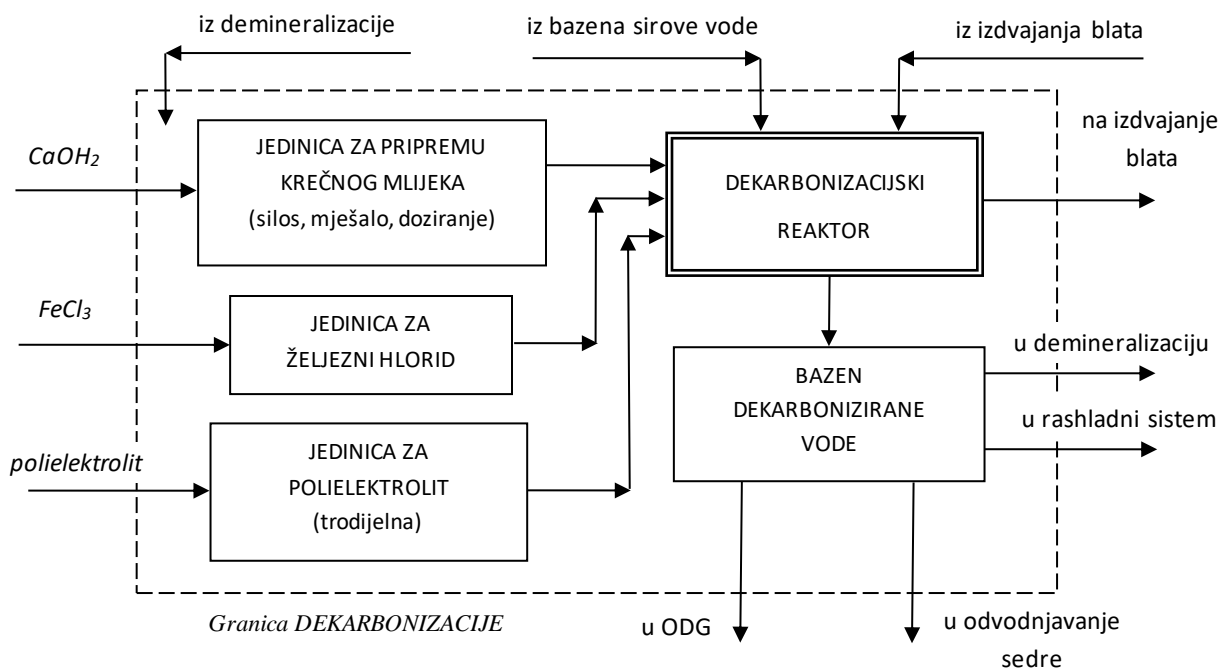 iz demineralizacije
iz bazena sirove vode
iz izdvajanja blata
CaOH₂
JEDINICA ZA PRIPREMU
KREČNOG MLIJEKA
(silos, mješalo, doziranje)
DEKARBONIZACIJSKI
REAKTOR
na izdvajanje
blata
FeCl₃
JEDINICA ZA
ŽELJEZNI HLORID
BAZEN
DEKARBONIZIRANE
VODE
u demineralizaciju
u rashladni sistem
polielektrolit
JEDINICA ZA
POLIELEKTROLIT
(trodijelna)
Granica DEKARBONIZACIJE
u ODG
u odvodnjavanje
sedre